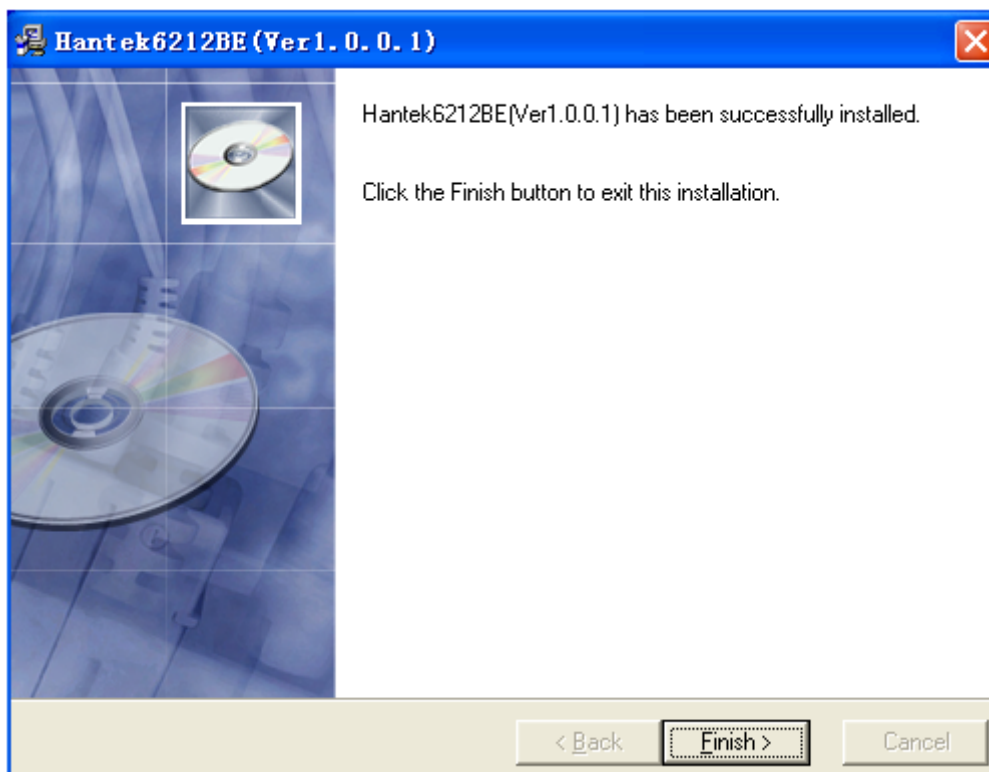 Hantek6212BE(Ver1.0.0.1)
Hantek6212BE(Ver1.0.0.1) has been successfully installed.
Click the Finish button to exit this installation.
< Back
Finish >
Cancel